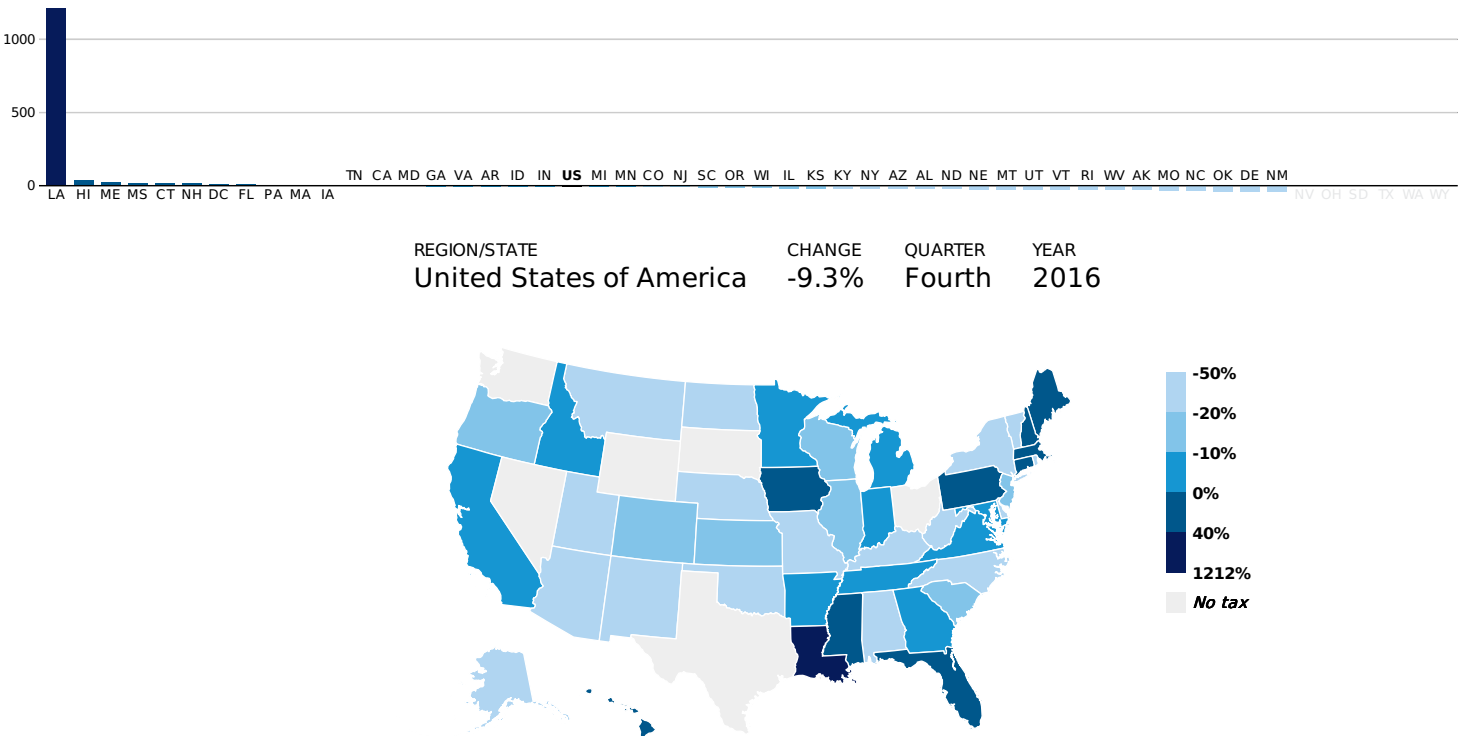 1000
500
0
TN CA MD GA VA AR ID IN US MI MN CO NJ SC OR WI IL KS KY NY AZ AL ND NE MT UT VT RI WV AK MO NC OK DE NM
LA HI ME MS CT NH DC FL PA MA IA
NV OH SD TX WA WY
REGION/STATE CHANGE QUARTER YEAR
United States of America -9.3% Fourth 2016
-50%
-20%
-10%
0%
40%
1212%
No tax